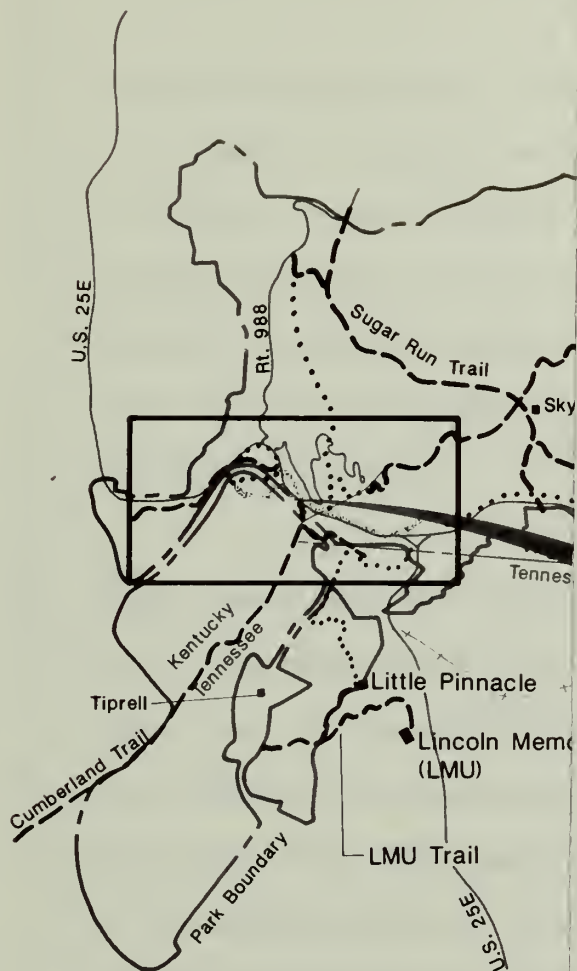 U.S. 25E
Rt. 988
Sugar Run Trail
Sky
Tennes
Kentucky
Tennessee
Tiprell
Little Pinnacle
Lincoln Memo
(LMU)
Cumberland Trail
LMU Trail
Park Boundary
U.S. 25E